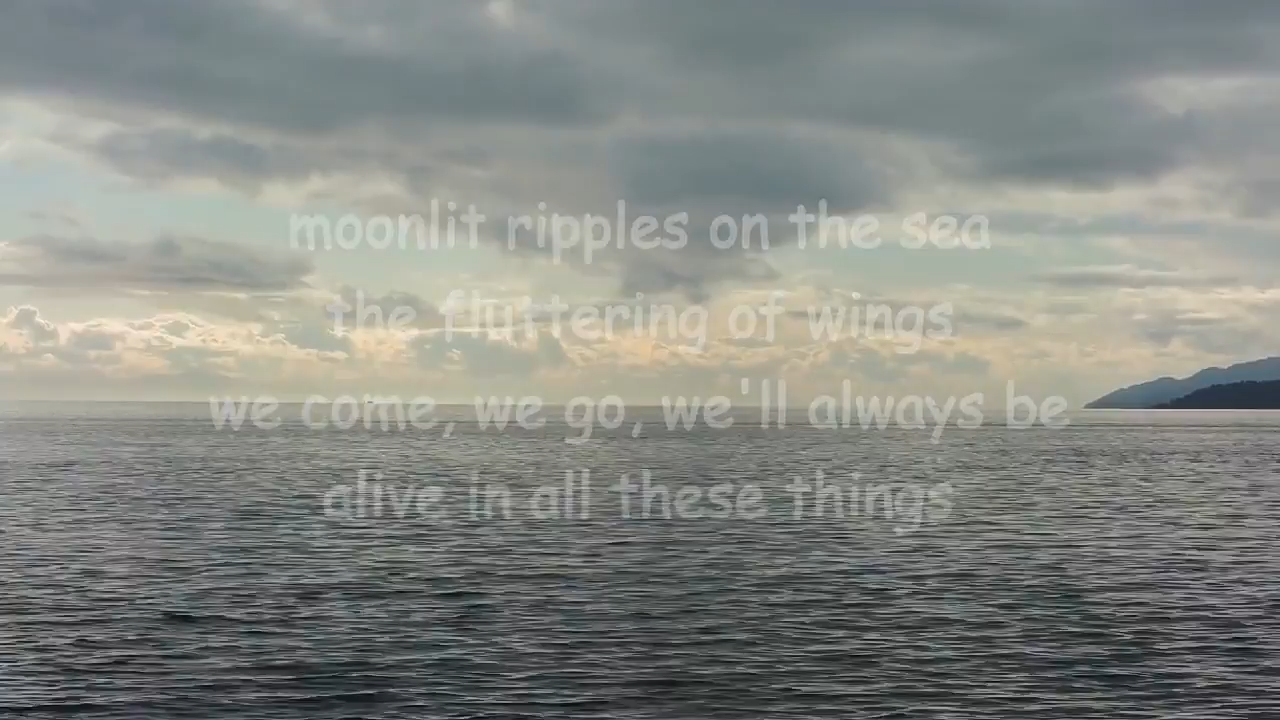 moonlit ripples on the sea
the fluttering of wings
we come, we go, we'll always be
alive in all these things